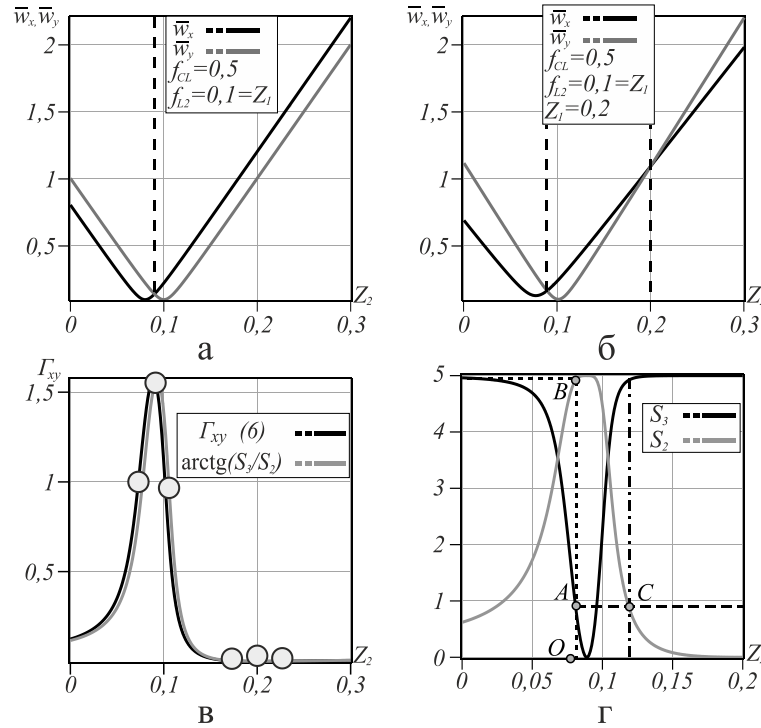 w̅x, w̅y
2
1,5
1
0,5
w̅x
w̅y
fCL=0,5
fL2=0,1=Z1
0 0,1 0,2 0,3
Z2
а
w̅x, w̅y
2
1,5
1
0,5
w̅x
w̅y
fCL=0,5
fL2=0,1=Z1
Z1=0,2
0 0,1 0,2 0,3
б
Γxy
1,5
1
0,5
Γxy (6)
arctg(S3/S2)
0 0,1 0,2 0,3
Z2
в
5
4
3
2
1
0
B
A
C
O
S3
S2
0 0,05 0,1 0,15 0,2
г